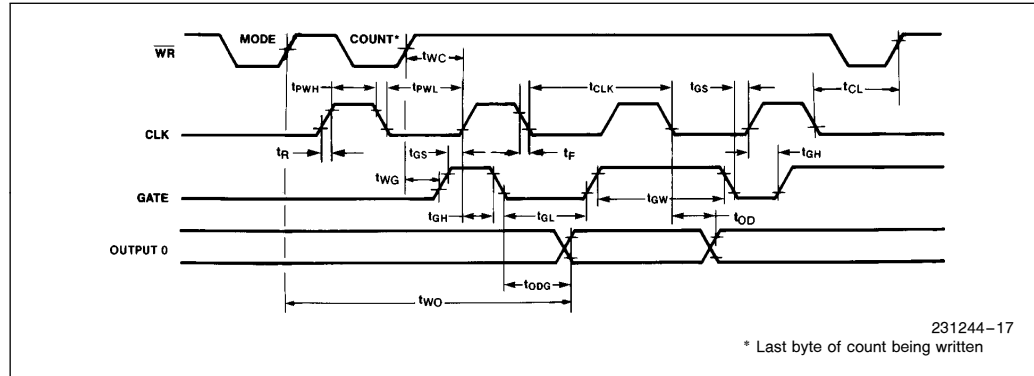 WR MODE COUNT*
tWC
tPWH tPWL tCLK tGS tCL
CLK
tR tGS tF tGH
tWG
GATE
tGH tGL tGW tOD
OUTPUT 0
tODG
tWO
231244–17
* Last byte of count being written